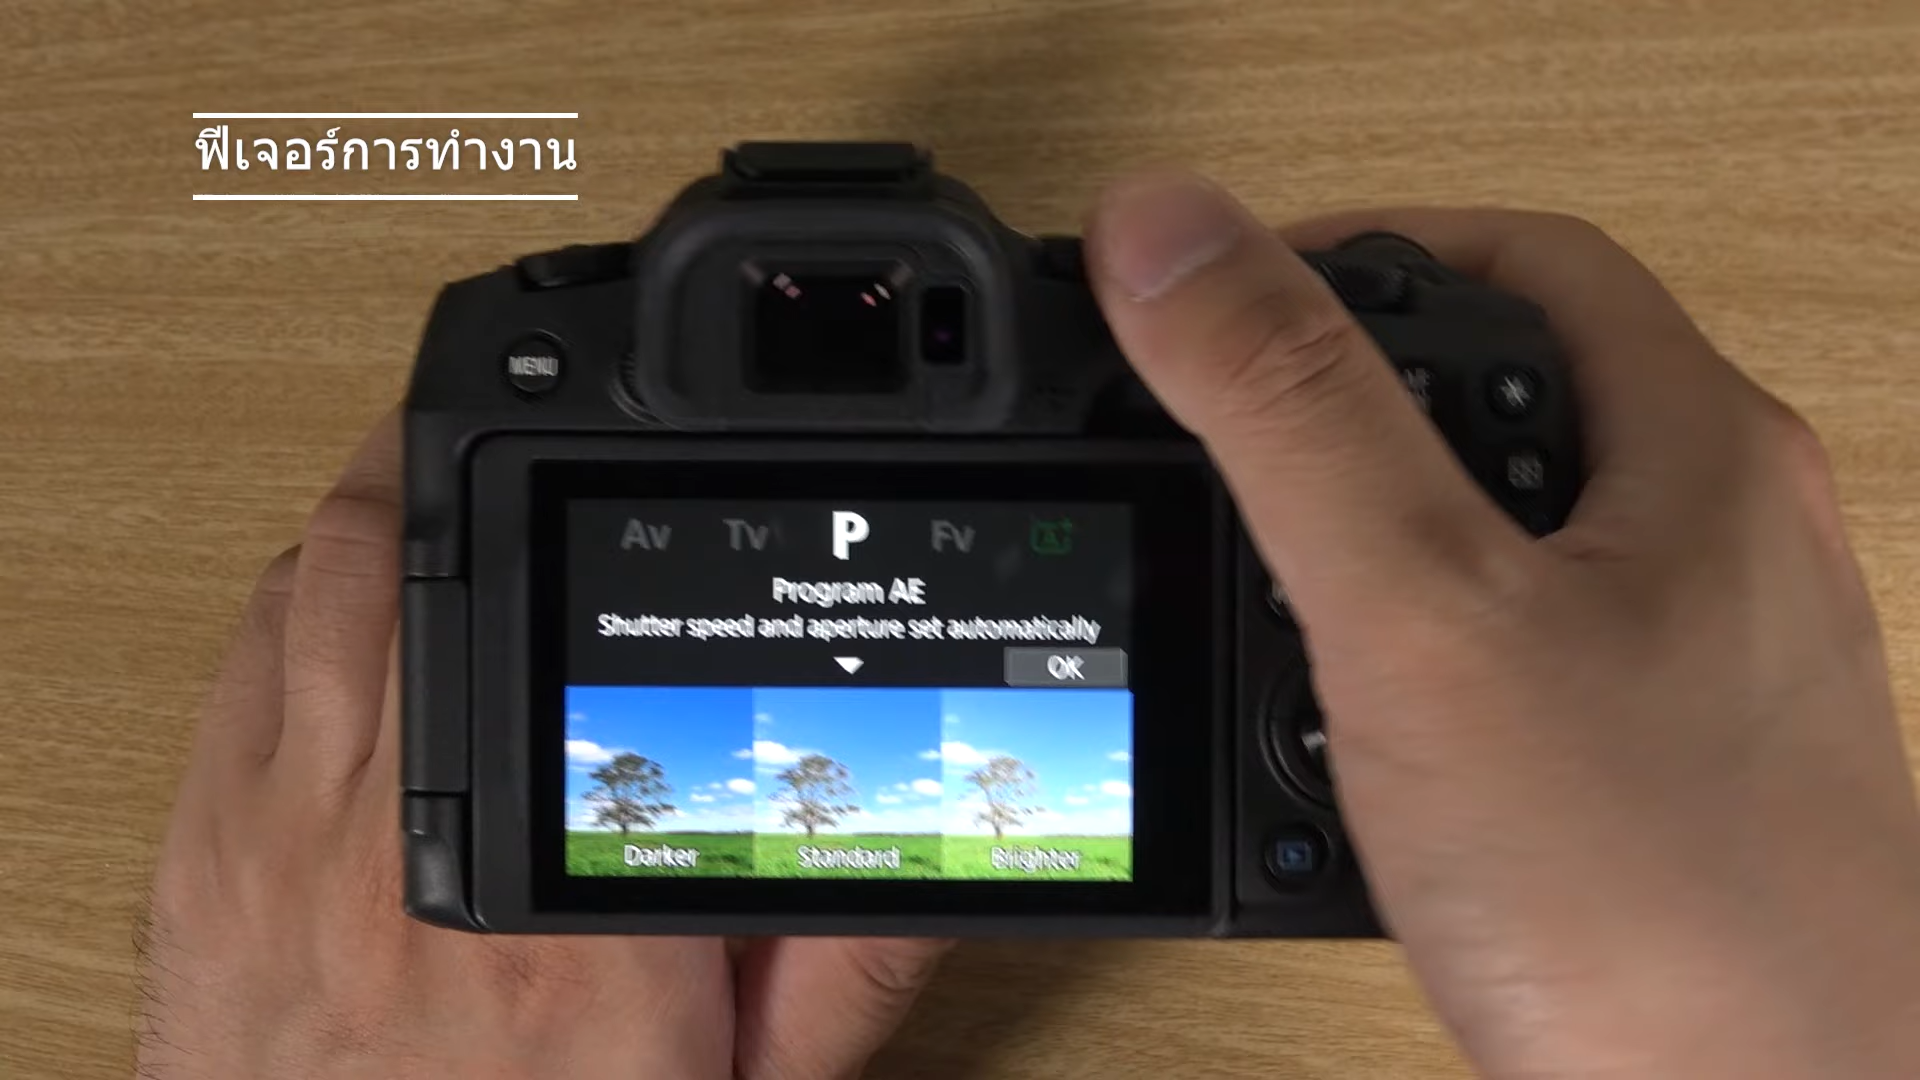 ฟีเจอร์การทำงาน
MENU
Av Tv P Fv A+
Program AE
Shutter speed and aperture set automatically
OK
Darker Standard Brighter